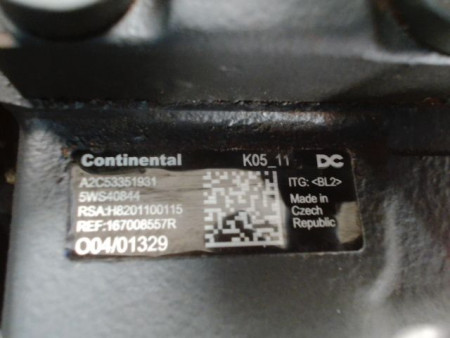 Continental K05_11 DC
A2C53351931 ITG: <BL2>
5WS40844 Made in
RSA:H8201100115 Czech
REF:167008557R Republic
O04/01329